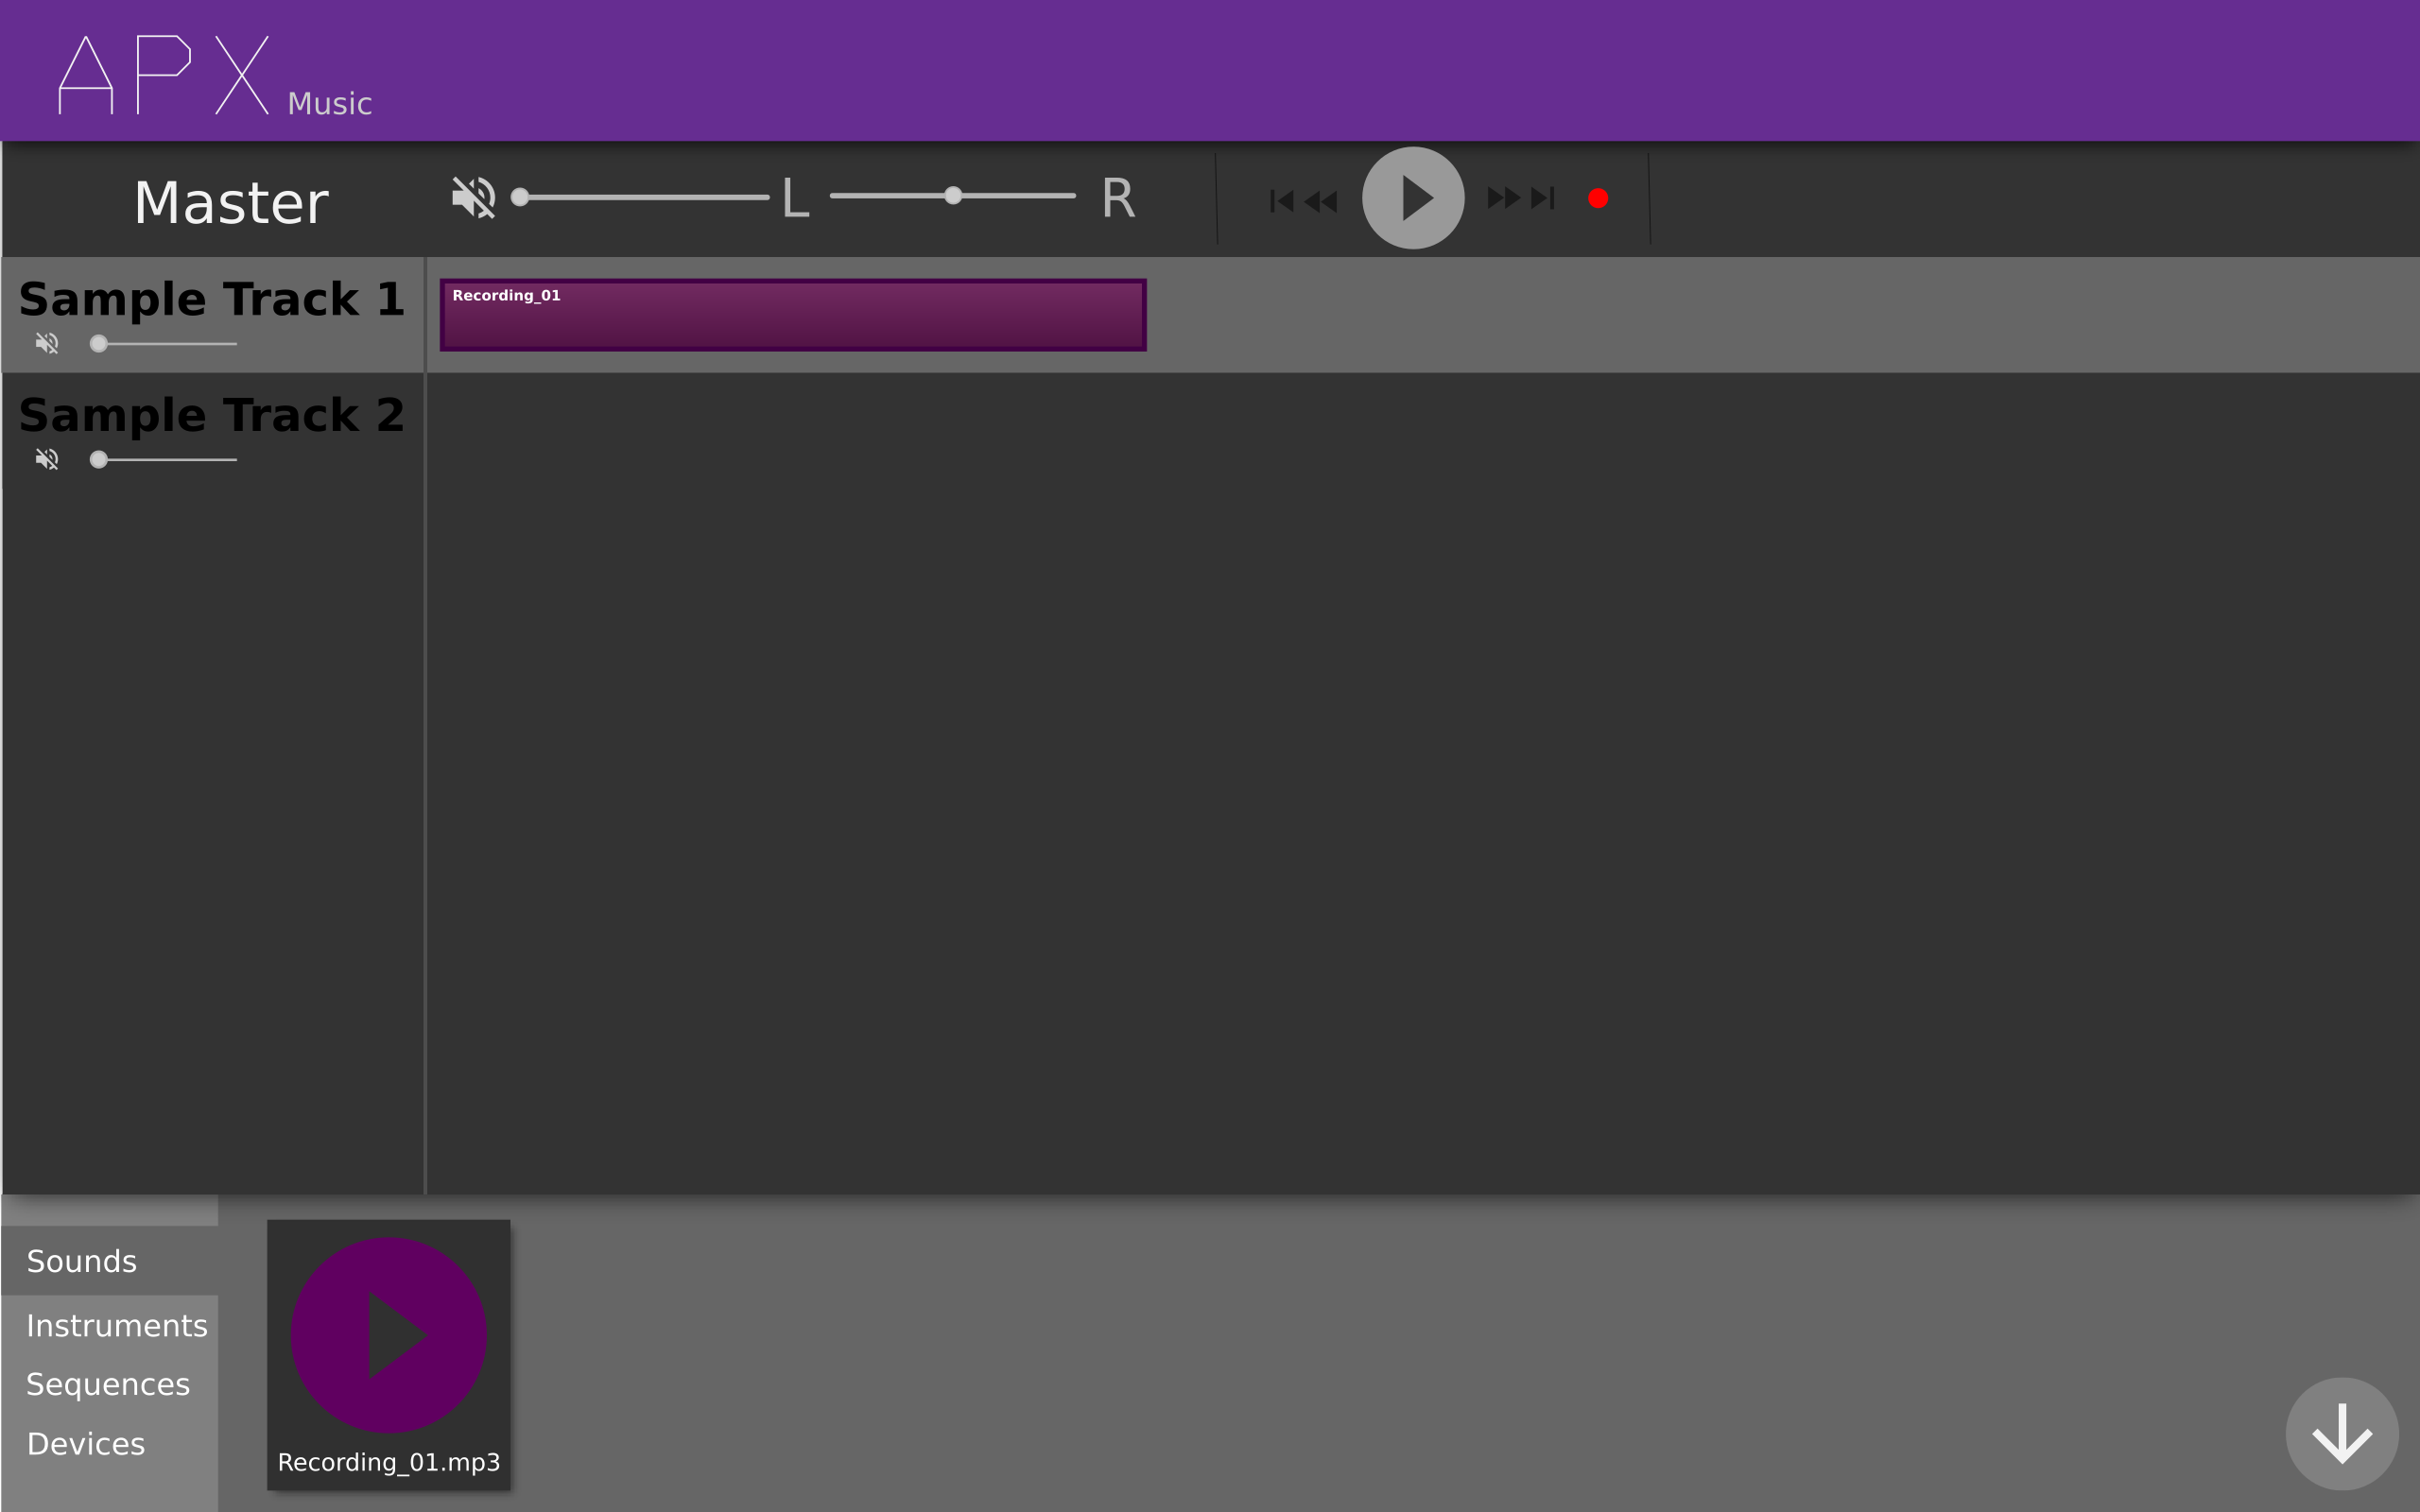 APX Music
Master
L
R
Sample Track 1
Recording_01
Sample Track 2
Sounds
Instruments
Sequences
Devices
Recording_01.mp3